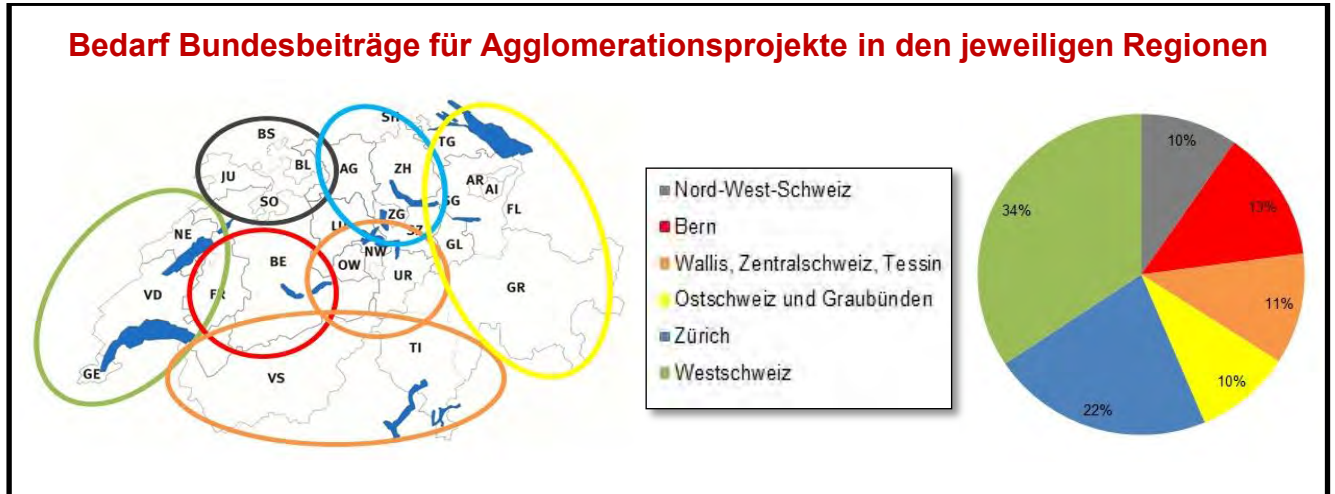 Bedarf Bundesbeiträge für Agglomerationsprojekte in den jeweiligen Regionen
SH
BS
TG
BL
AG
ZH
JU
AR
AI
SO
SG
FL
ZG
LU
SZ
NE
GL
NW
BE
OW
UR
GR
VD
FR
TI
VS
GE
Nord-West-Schweiz
Bern
Wallis, Zentralschweiz, Tessin
Ostschweiz und Graubünden
Zürich
Westschweiz
10%
13%
34%
11%
10%
22%